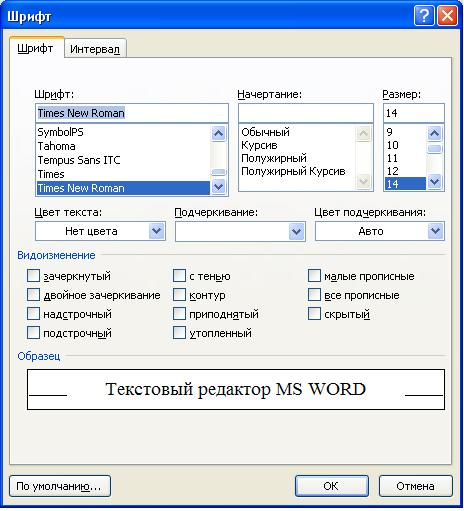 Шрифт
Шрифт Интервал
Шрифт: Начертание: Размер:
Times New Roman 14
SymbolPS Обычный 9
Tahoma Курсив 10
Tempus Sans ITC Полужирный 11
Times Полужирный Курсив 12
Times New Roman 14
Цвет текста: Подчеркивание: Цвет подчеркивания:
Нет цвета Авто
Видоизменение
зачеркнутый с тенью малые прописные
двойное зачеркивание контур все прописные
надстрочный приподнятый скрытый
подстрочный утопленный
Образец
Текстовый редактор MS WORD
По умолчанию... ОК Отмена